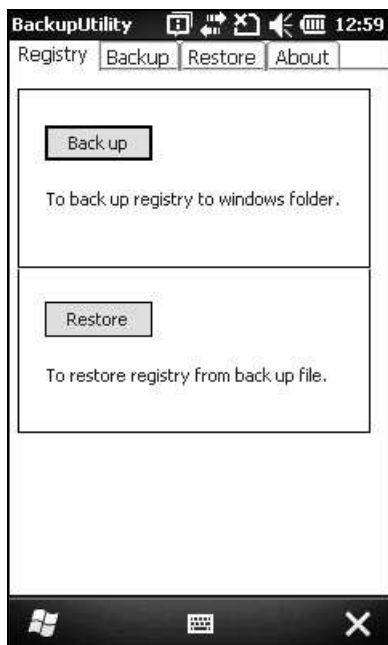 BackupUtility 12:59
Registry Backup Restore About
Back up
To back up registry to windows folder.
Restore
To restore registry from back up file.